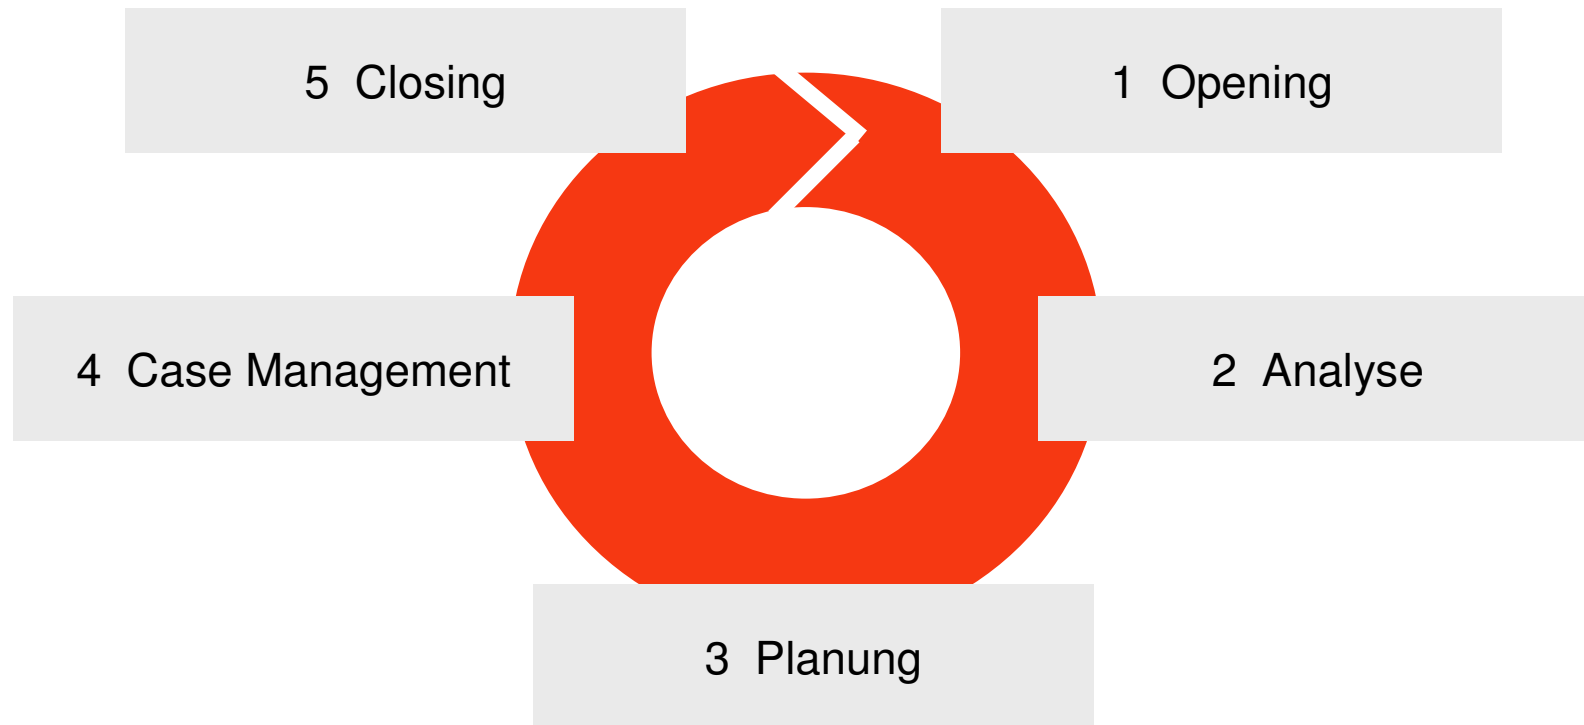 5 Closing
1 Opening
4 Case Management
2 Analyse
3 Planung